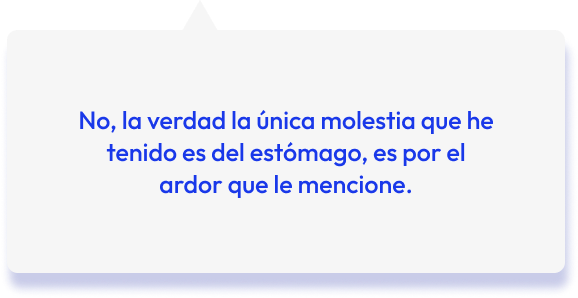 No, la verdad la única molestia que he
tenido es del estómago, es por el
ardor que le mencione.